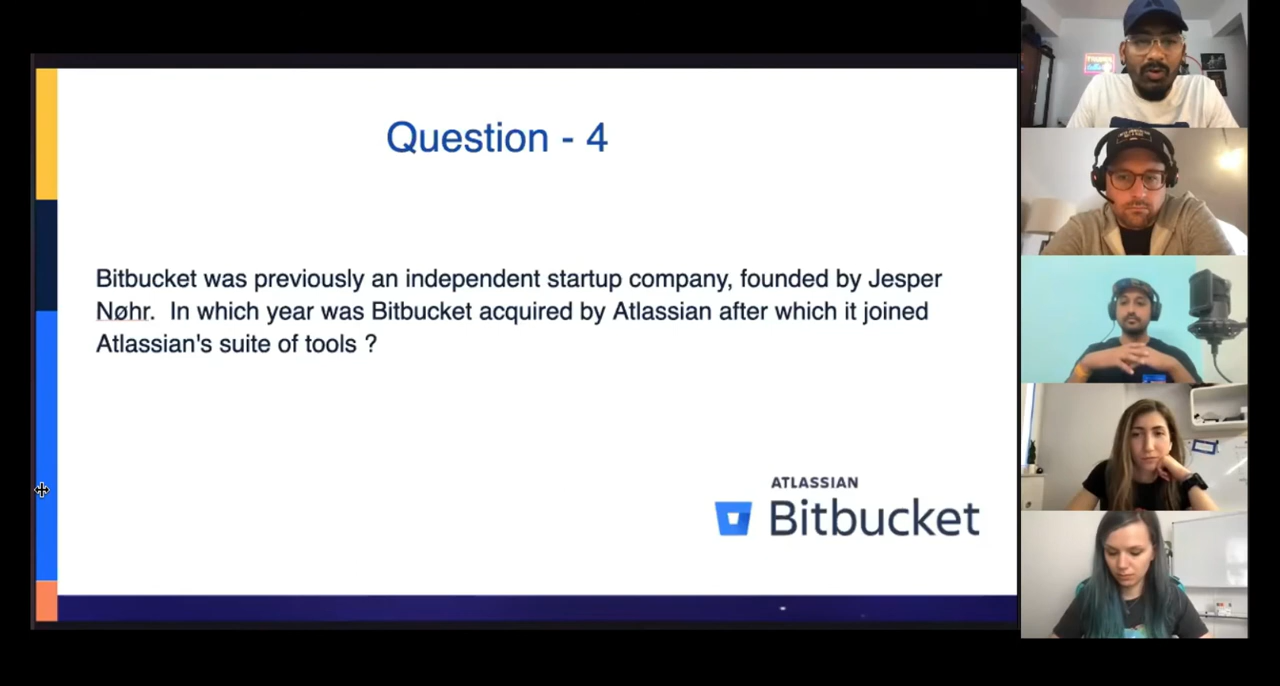 Question - 4
Bitbucket was previously an independent startup company, founded by Jesper
Nøhr.  In which year was Bitbucket acquired by Atlassian after which it joined
Atlassian's suite of tools ?
ATLASSIAN
Bitbucket